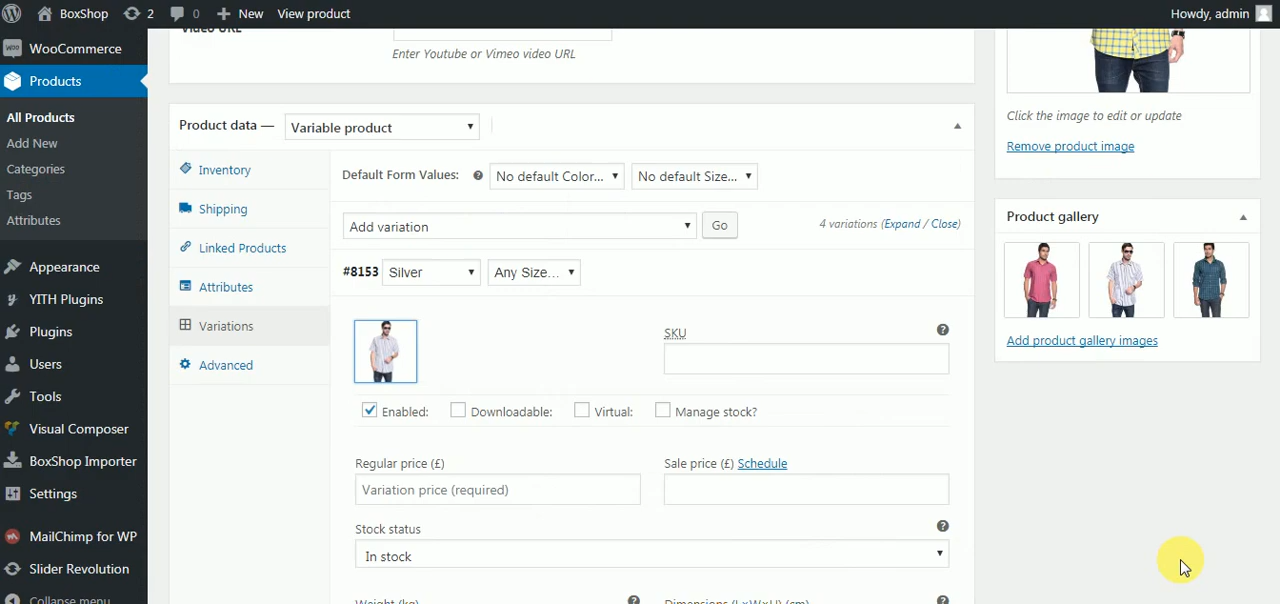 BoxShop 2 0 New View product Howdy, admin
WooCommerce
Products
All Products
Add New
Categories
Tags
Attributes
Appearance
YITH Plugins
Plugins
Users
Tools
Visual Composer
BoxShop Importer
Settings
MailChimp for WP
Slider Revolution
Collapse menu
Video URL
Enter Youtube or Vimeo video URL
Product data — Variable product
Inventory
Shipping
Linked Products
Attributes
Variations
Advanced
Default Form Values: No default Color... No default Size...
Add variation Go 4 variations (Expand / Close)
#8153 Silver Any Size...
SKU
Enabled: Downloadable: Virtual: Manage stock?
Regular price (£) Sale price (£) Schedule
Variation price (required)
Stock status
In stock
Weight (kg) Dimensions (LxWxH) (cm)
Click the image to edit or update
Remove product image
Product gallery
Add product gallery images